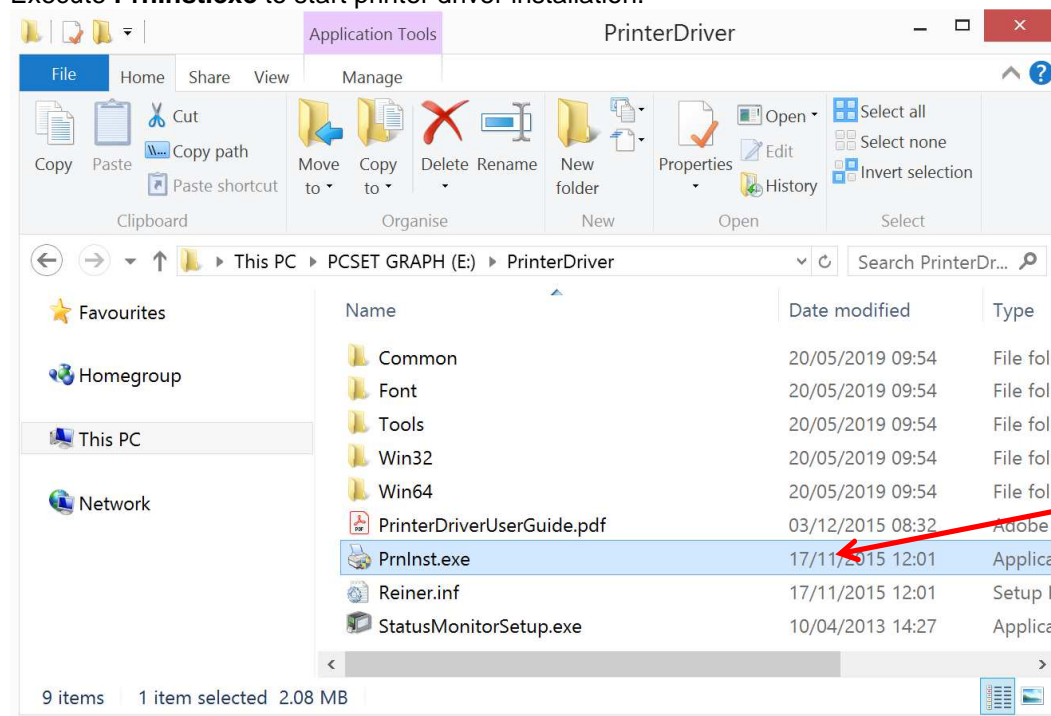 Execute PrnInst.exe to start printer driver installation.
Application Tools PrinterDriver
File Home Share View Manage
Copy Paste Cut Copy path Paste shortcut
Move to Copy to Delete Rename New folder
Properties Open Edit History
Select all Select none Invert selection
Clipboard Organise New Open Select
This PC PCSET GRAPH (E:) PrinterDriver Search PrinterDr...
Favourites
Homegroup
This PC
Network
Name Date modified Type
Common 20/05/2019 09:54 File fol
Font 20/05/2019 09:54 File fol
Tools 20/05/2019 09:54 File fol
Win32 20/05/2019 09:54 File fol
Win64 20/05/2019 09:54 File fol
PrinterDriverUserGuide.pdf 03/12/2015 08:32 Adobe
PrnInst.exe 17/11/2015 12:01 Applica
Reiner.inf 17/11/2015 12:01 Setup
StatusMonitorSetup.exe 10/04/2013 14:27 Applica
9 items 1 item selected 2.08 MB